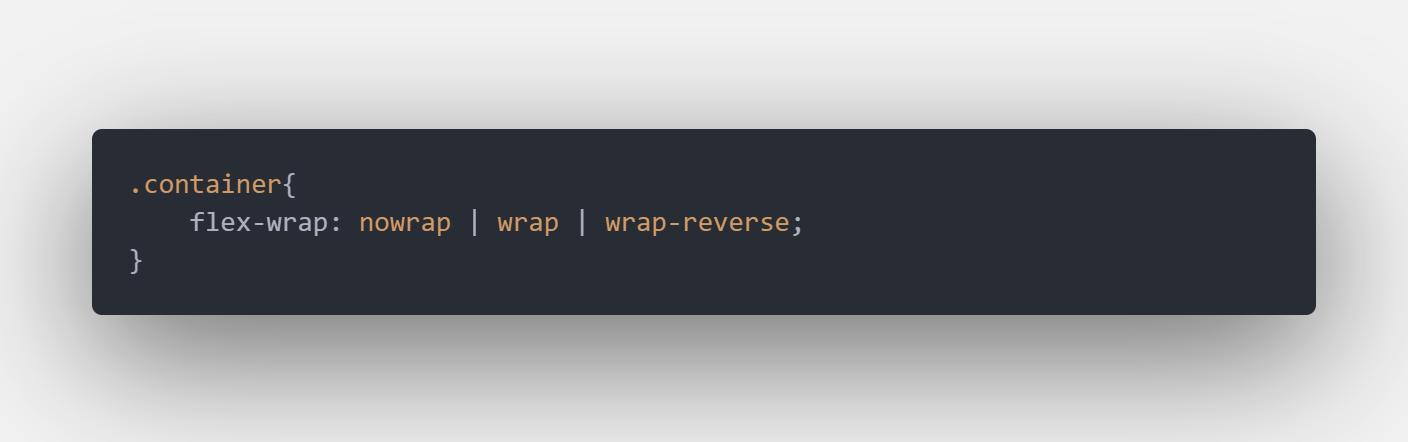 .container{
    flex-wrap: nowrap | wrap | wrap-reverse;
}